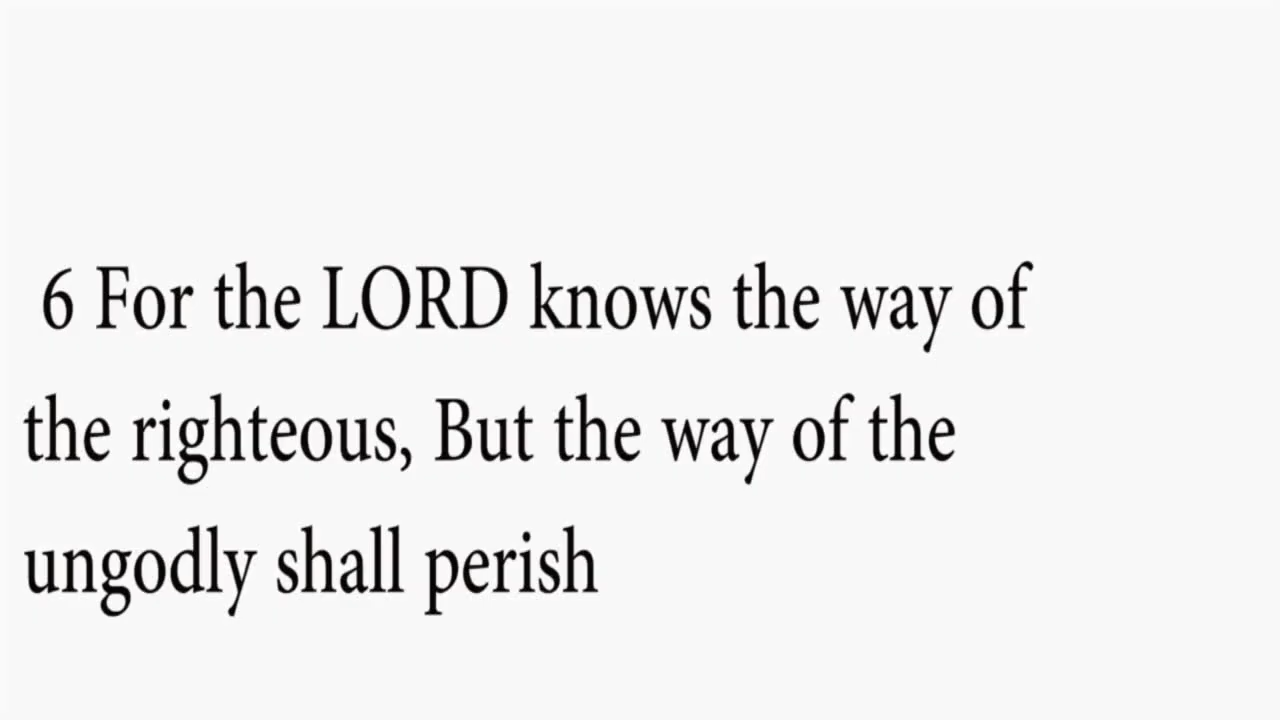 6 For the LORD knows the way of
the righteous, But the way of the
ungodly shall perish